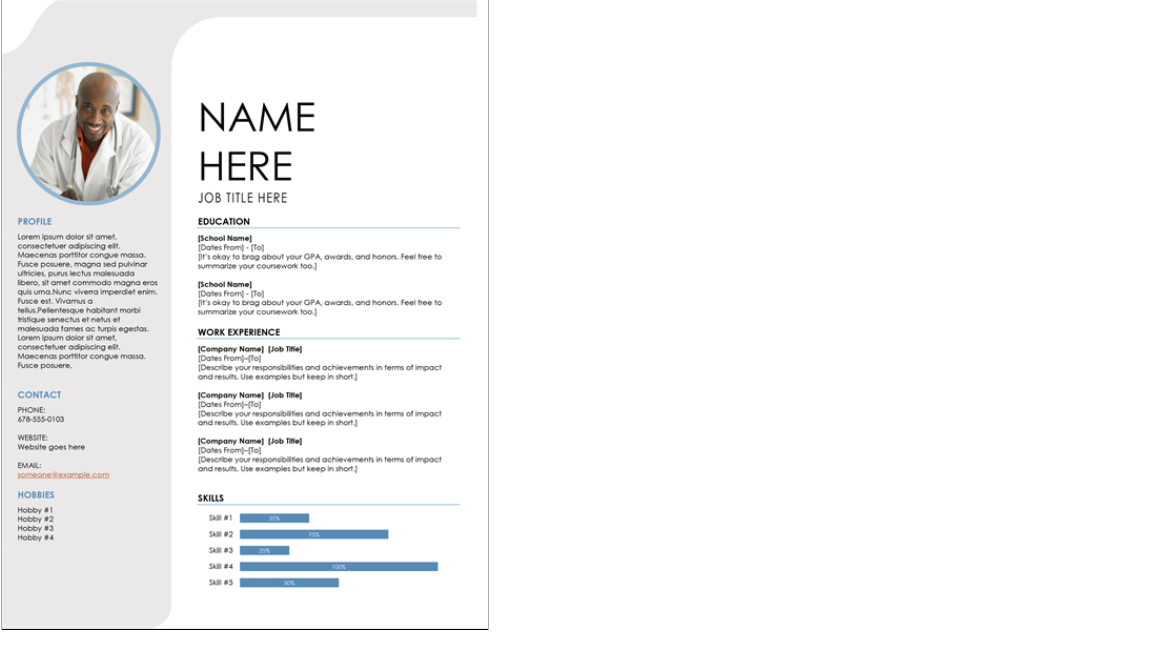 NAME
HERE
JOB TITLE HERE
PROFILE
Lorem ipsum dolor sit amet,
consectetuer adipiscing elit.
Maecenas porttitor congue massa.
Fusce posuere, magna sed pulvinar
ultricies, purus lectus malesuada
libero, sit amet commodo magna eros
quis urna.Nunc viverra imperdiet enim.
Fusce est. Vivamus a
tellus.Pellentesque habitant morbi
tristique senectus et netus et
malesuada fames ac turpis egestas.
Lorem ipsum dolor sit amet,
consectetuer adipiscing elit.
Maecenas porttitor congue massa.
Fusce posuere,
CONTACT
PHONE:
678-555-0103
WEBSITE:
Website goes here
EMAIL:
someone@example.com
HOBBIES
Hobby #1
Hobby #2
Hobby #3
Hobby #4
EDUCATION
[School Name]
[Dates From] - [To]
[It's okay to brag about your GPA, awards, and honors. Feel free to
summarize your coursework too.]
[School Name]
[Dates From] - [To]
[It's okay to brag about your GPA, awards, and honors. Feel free to
summarize your coursework too.]
WORK EXPERIENCE
[Company Name]  [Job Title]
[Dates From]–[To]
[Describe your responsibilities and achievements in terms of impact
and results. Use examples but keep in short.]
[Company Name]  [Job Title]
[Dates From]–[To]
[Describe your responsibilities and achievements in terms of impact
and results. Use examples but keep in short.]
[Company Name]  [Job Title]
[Dates From]–[To]
[Describe your responsibilities and achievements in terms of impact
and results. Use examples but keep in short.]
SKILLS
Skill #1 35%
Skill #2 75%
Skill #3 25%
Skill #4 100%
Skill #5 50%